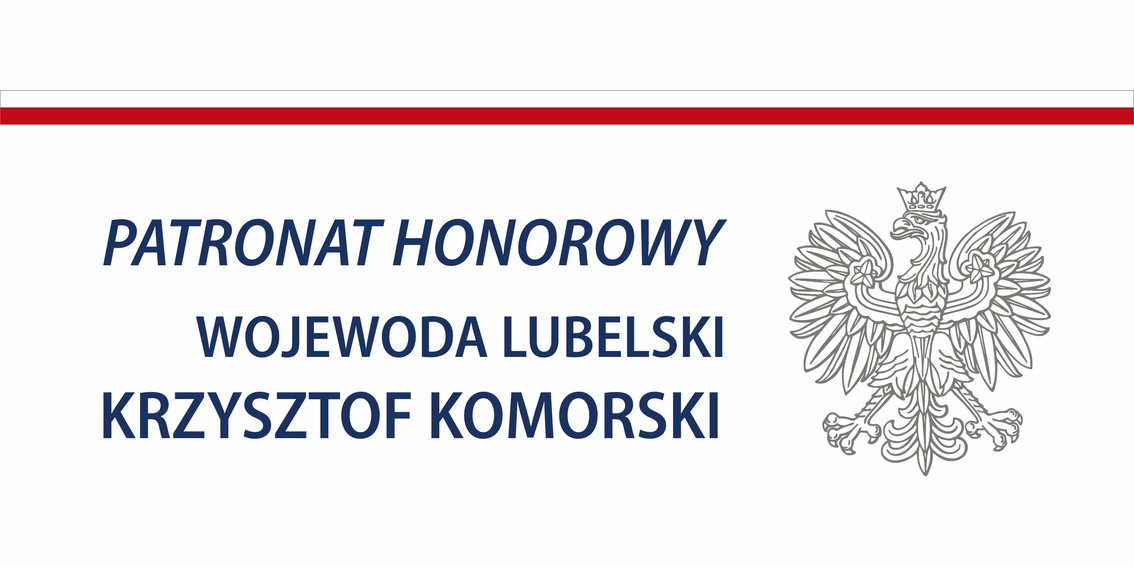 PATRONAT HONOROWY
WOJEWODA LUBELSKI
KRZYSZTOF KOMORSKI